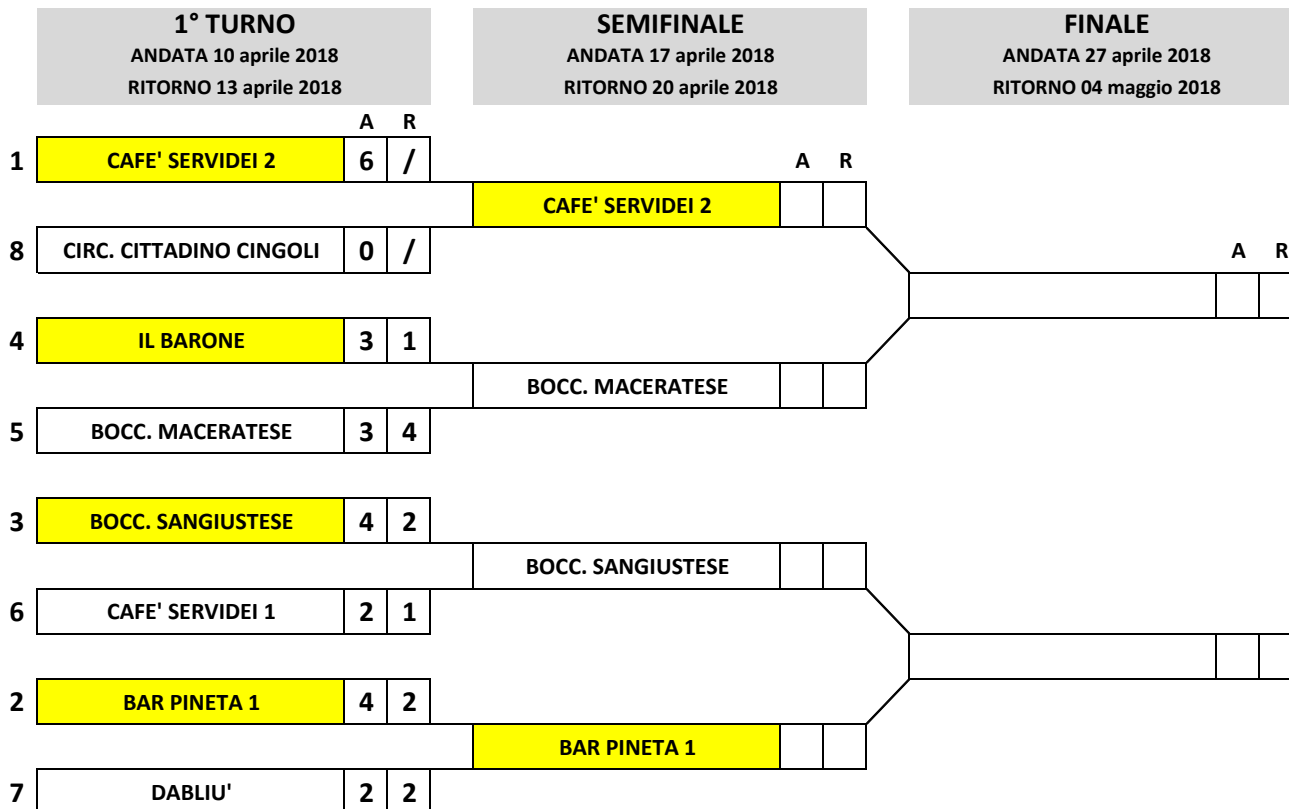 1° TURNO
ANDATA 10 aprile 2018
RITORNO 13 aprile 2018
SEMIFINALE
ANDATA 17 aprile 2018
RITORNO 20 aprile 2018
FINALE
ANDATA 27 aprile 2018
RITORNO 04 maggio 2018
A R
1 CAFE' SERVIDEI 2 6 /
A R
CAFE' SERVIDEI 2
8 CIRC. CITTADINO CINGOLI 0 /
A R
4 IL BARONE 3 1
BOCC. MACERATESE
5 BOCC. MACERATESE 3 4
3 BOCC. SANGIUSTESE 4 2
BOCC. SANGIUSTESE
6 CAFE' SERVIDEI 1 2 1
2 BAR PINETA 1 4 2
BAR PINETA 1
7 DABLIU' 2 2